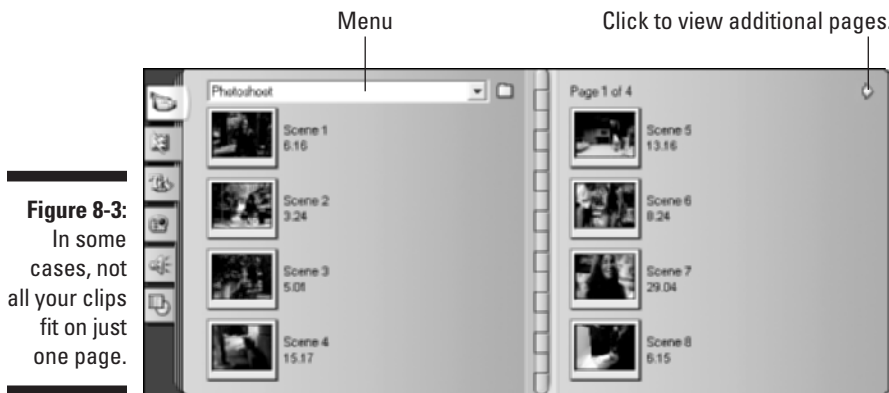 Menu
Click to view additional pages.
Photoshoot
Page 1 of 4
Scene 1
6.16
Scene 2
3.24
Scene 3
5.01
Scene 4
15.17
Scene 5
13.16
Scene 6
8.24
Scene 7
29.04
Scene 8
6.15
Figure 8-3:
In some
cases, not
all your clips
fit on just
one page.